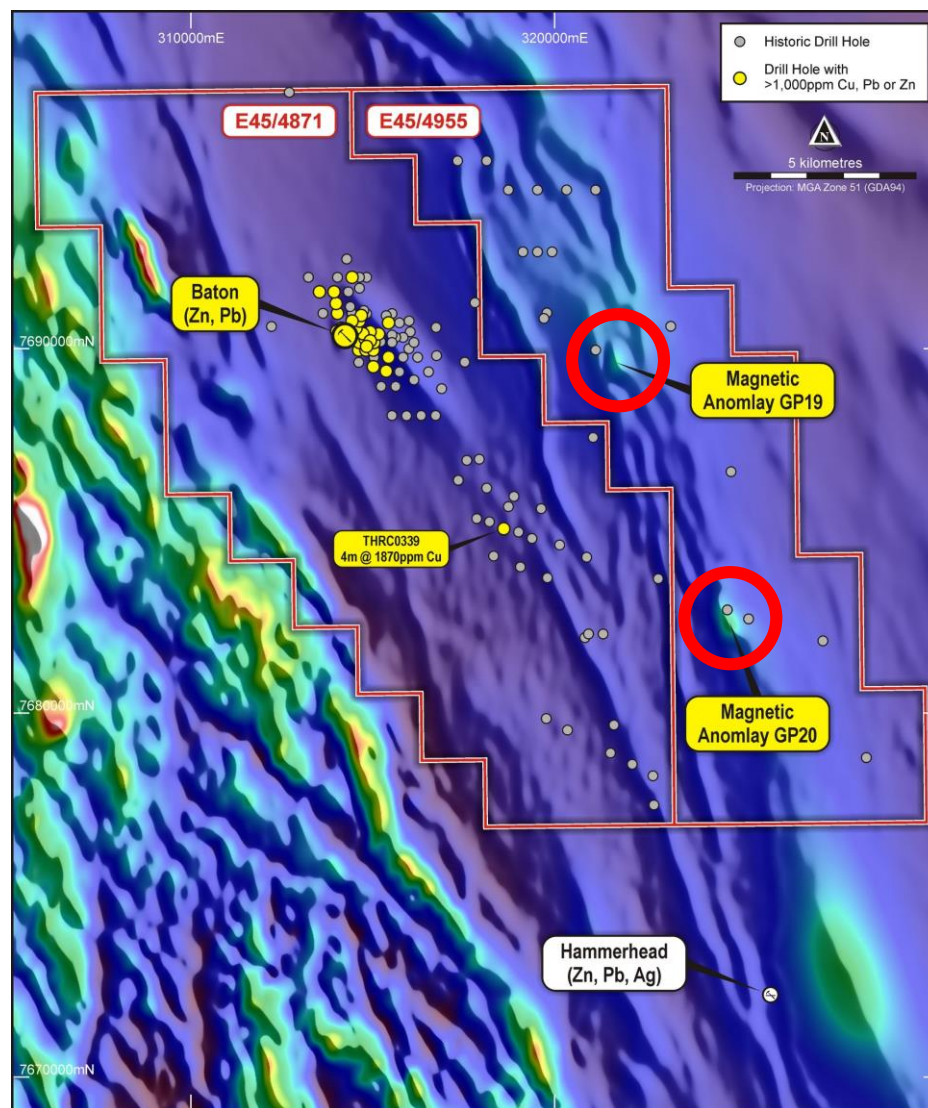 310000mE
320000mE
Historic Drill Hole
Drill Hole with
>1,000ppm Cu, Pb or Zn
N
5 kilometres
Projection: MGA Zone 51 (GDA94)
E45/4871
E45/4955
Baton
(Zn, Pb)
7690000mN
Magnetic
Anomlay GP19
THRC0339
4m @ 1870ppm Cu
7680000mN
Magnetic
Anomlay GP20
Hammerhead
(Zn, Pb, Ag)
7670000mN